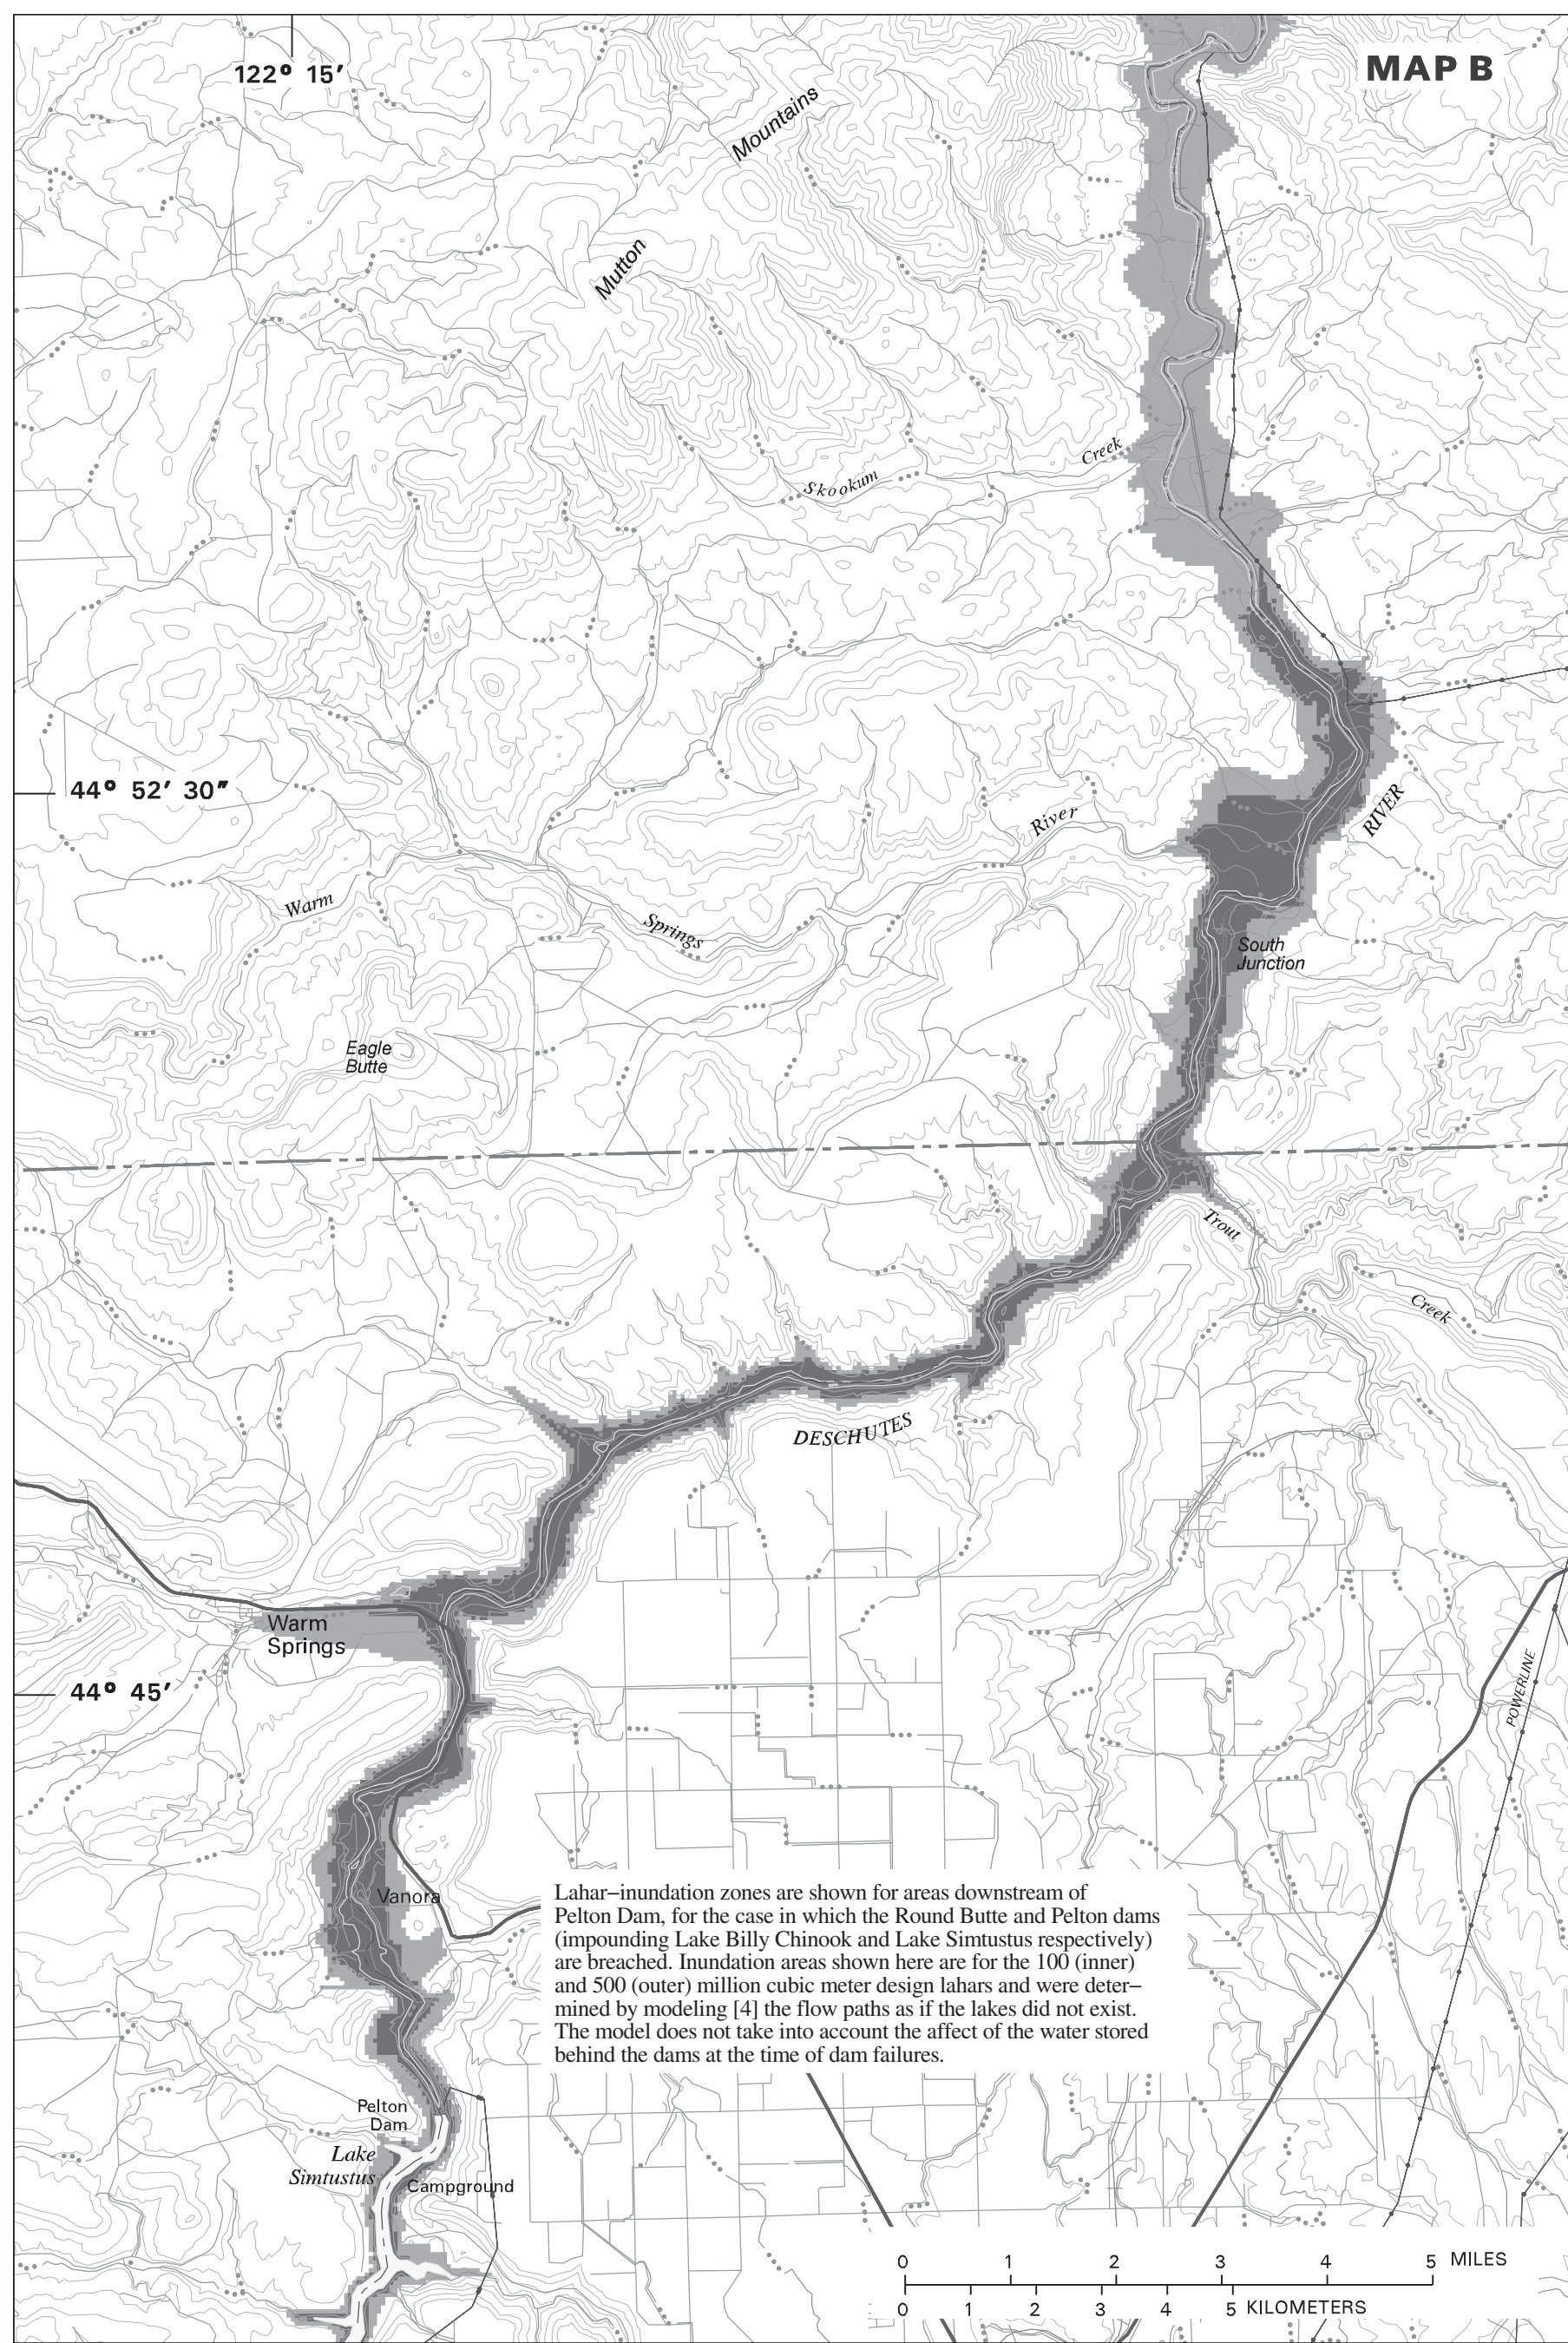 122° 15′
MAP B
Mutton Mountains
Skookum Creek
44° 52′ 30″
RIVER
Warm Springs River
South
Junction
Eagle
Butte
Trout Creek
DESCHUTES
Warm
Springs
44° 45′
POWERLINE
Vanora
Lahar–inundation zones are shown for areas downstream of
Pelton Dam, for the case in which the Round Butte and Pelton dams
(impounding Lake Billy Chinook and Lake Simtustus respectively)
are breached. Inundation areas shown here are for the 100 (inner)
and 500 (outer) million cubic meter design lahars and were deter–
mined by modeling [4] the flow paths as if the lakes did not exist.
The model does not take into account the affect of the water stored
behind the dams at the time of dam failures.
Pelton
Dam
Lake
Simtustus
Campground
0 1 2 3 4 5 MILES
0 1 2 3 4 5 KILOMETERS